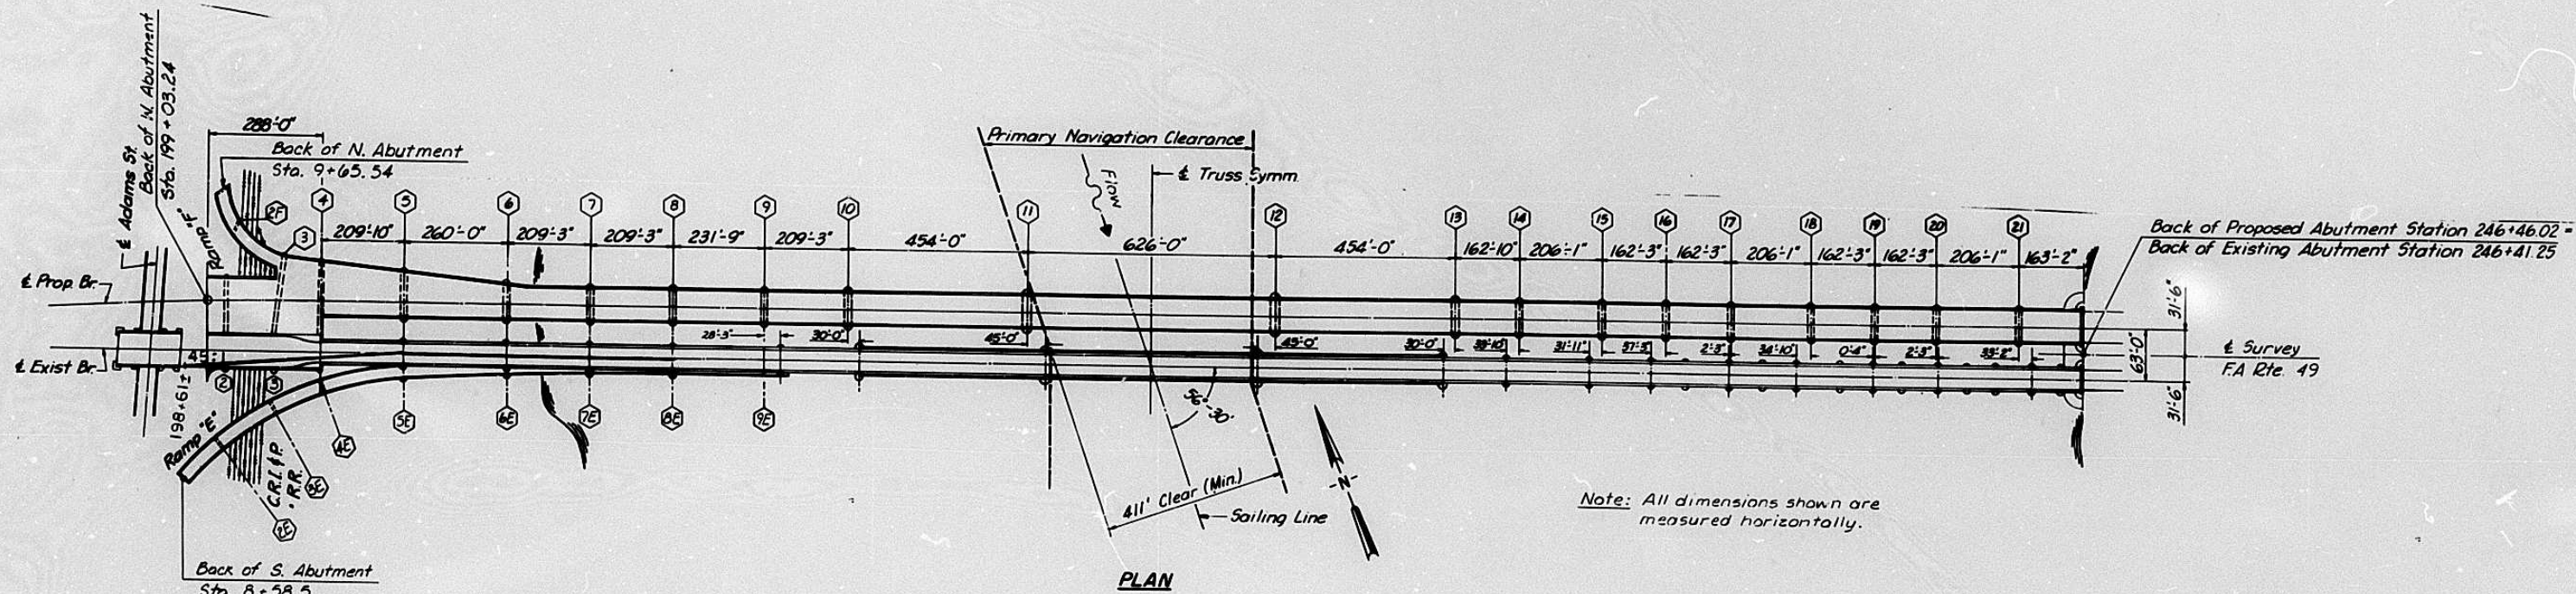 ℄ Adams St.
Back of W. Abutment
Sta. 199+03.24
288'-0"
Back of N. Abutment
Sta. 9+65.54
Ramp "F"
2F
3
4
5
6
7
8
9
10
11
12
13
14
15
16
17
18
19
20
21
209'-10"
260'-0"
209'-3"
209'-3"
231'-9"
209'-3"
454'-0"
626'-0"
454'-0"
162'-10"
206'-1"
162'-3"
162'-3"
206'-1"
162'-3"
162'-3"
206'-1"
163'-2"
Primary Navigation Clearance
Flow
℄ Truss Symm.
Back of Proposed Abutment Station 246+46.02 =
Back of Existing Abutment Station 246+41.25
℄ Prop. Br.
℄ Exist Br.
198+61±
28'-3"
30'-0"
45'-0"
45'-0"
30'-0"
31'-11"
2'-3"
34'-10"
0'-4"
2'-3"
31'-6"
63'-0"
31'-6"
℄ Survey
F.A Rte. 49
2
3
4E
5E
6E
7E
8E
9E
56°-30'
Ramp "E"
C.R.I. & P.
R.R.
3E
2E
411' Clear (Min.)
Sailing Line
-N-
Note: All dimensions shown are
measured horizontally.
Back of S. Abutment
Sta. 8+58.5
PLAN